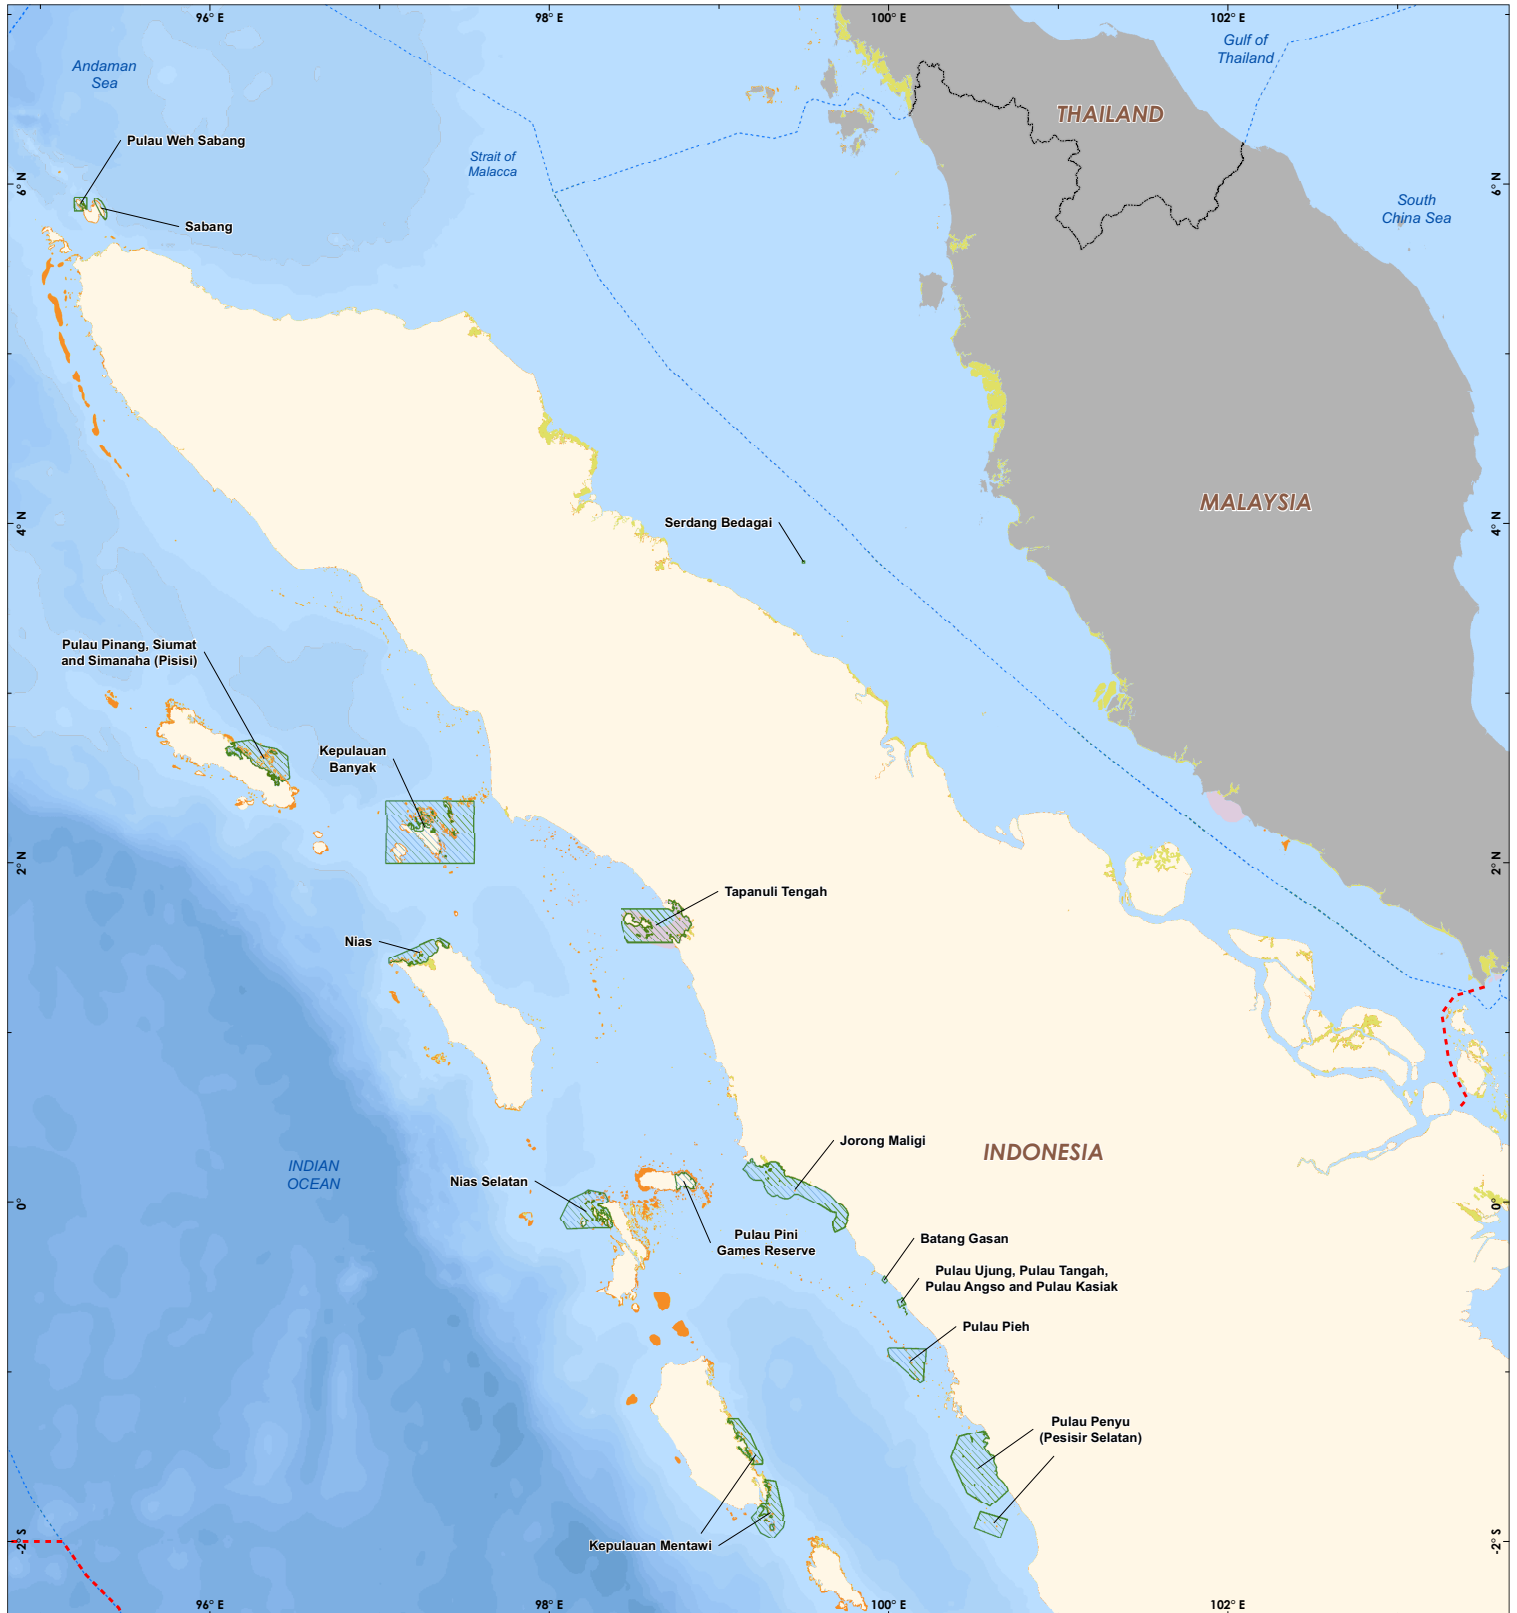 96° E
98° E
100° E
102° E
Andaman
Sea
Gulf of
Thailand
THAILAND
Pulau Weh Sabang
Strait of
Malacca
6° N
6° N
South
China Sea
Sabang
MALAYSIA
4° N
4° N
Serdang Bedagai
Pulau Pinang, Siumat
and Simanaha (Pisisi)
Kepulauan
Banyak
2° N
2° N
Tapanuli Tengah
Nias
Jorong Maligi
INDONESIA
INDIAN
OCEAN
Nias Selatan
0°
0°
Pulau Pini
Games Reserve
Batang Gasan
Pulau Ujung, Pulau Tangah,
Pulau Angso and Pulau Kasiak
Pulau Pieh
Pulau Penyu
(Pesisir Selatan)
Kepulauan Mentawi
-2° S
-2° S
96° E
98° E
100° E
102° E